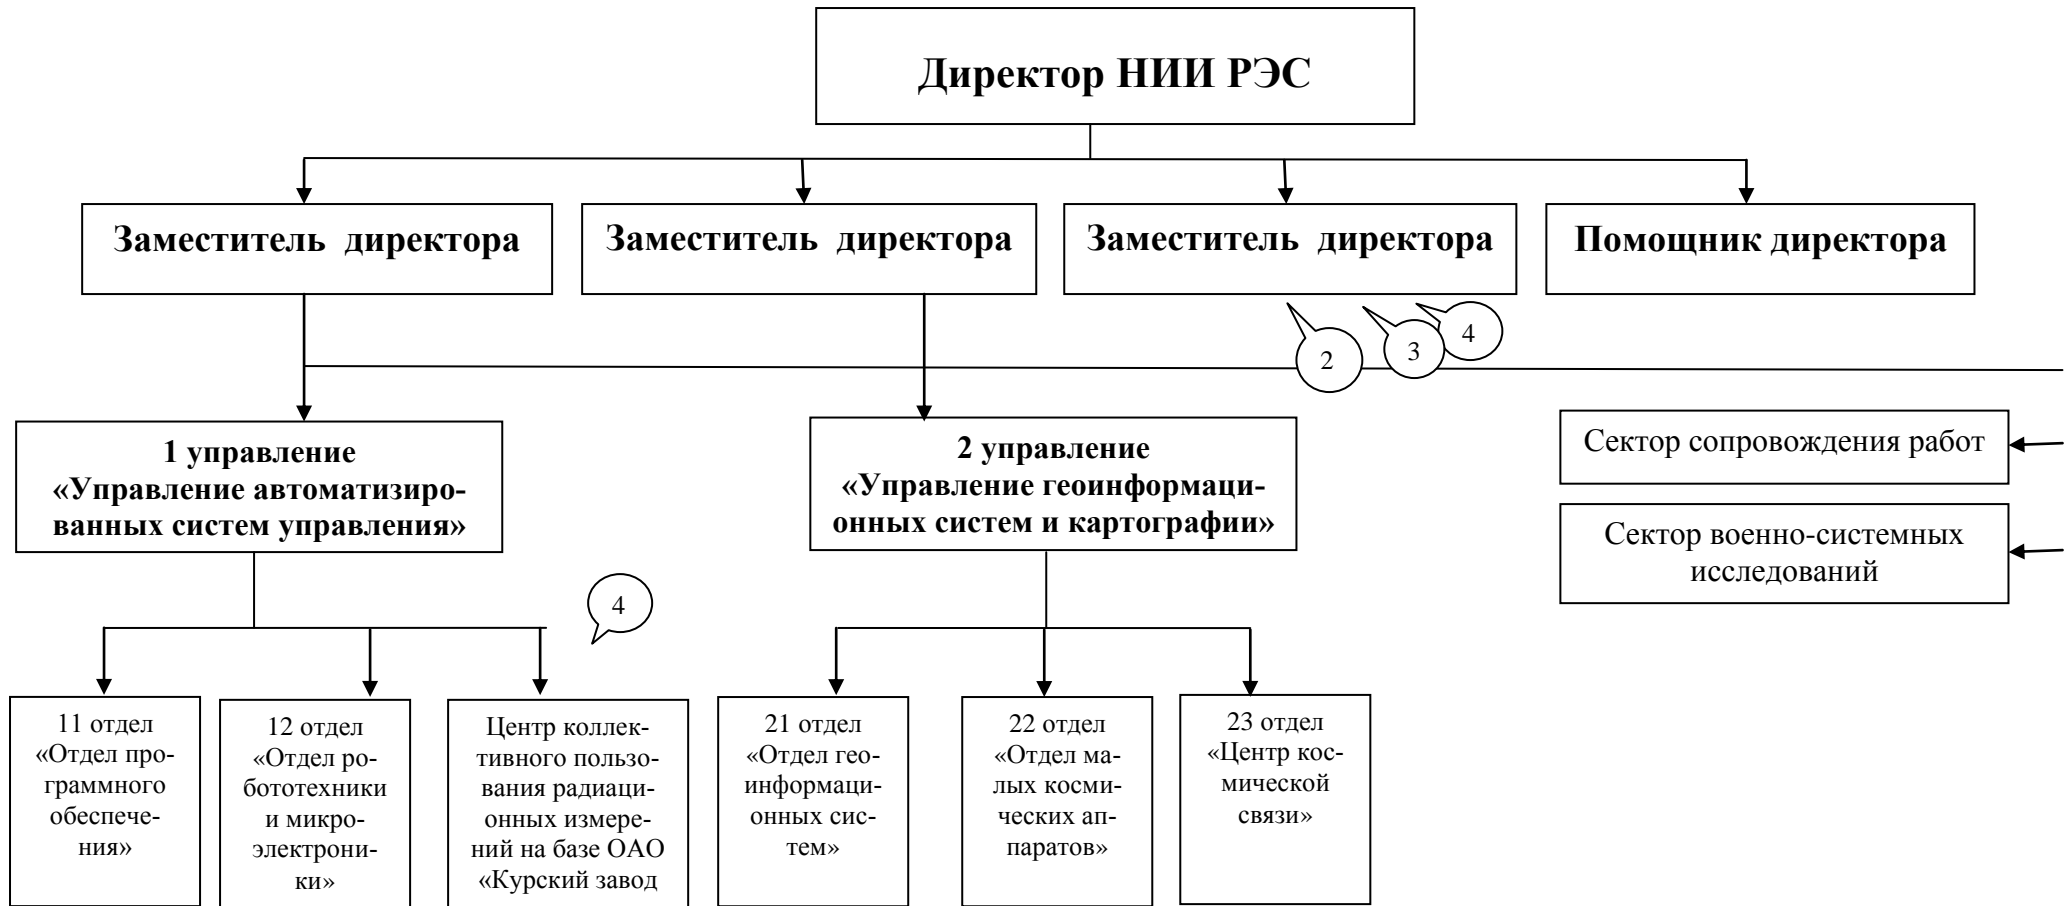 Директор НИИ РЭС
Заместитель директора
Заместитель директора
Заместитель директора
Помощник директора
2
3
4
1 управление
«Управление автоматизиро-
ванных систем управления»
2 управление
«Управление геоинформаци-
онных систем и картографии»
Сектор сопровождения работ
Сектор военно-системных
исследований
4
11 отдел
«Отдел про-
граммного
обеспече-
ния»
12 отдел
«Отдел ро-
бототехники
и микро-
электрони-
ки»
Центр коллек-
тивного пользо-
вания радиаци-
онных измере-
ний на базе ОАО
«Курский завод
21 отдел
«Отдел гео-
информаци-
онных сис-
тем»
22 отдел
«Отдел ма-
лых косми-
ческих ап-
паратов»
23 отдел
«Центр кос-
мической
связи»